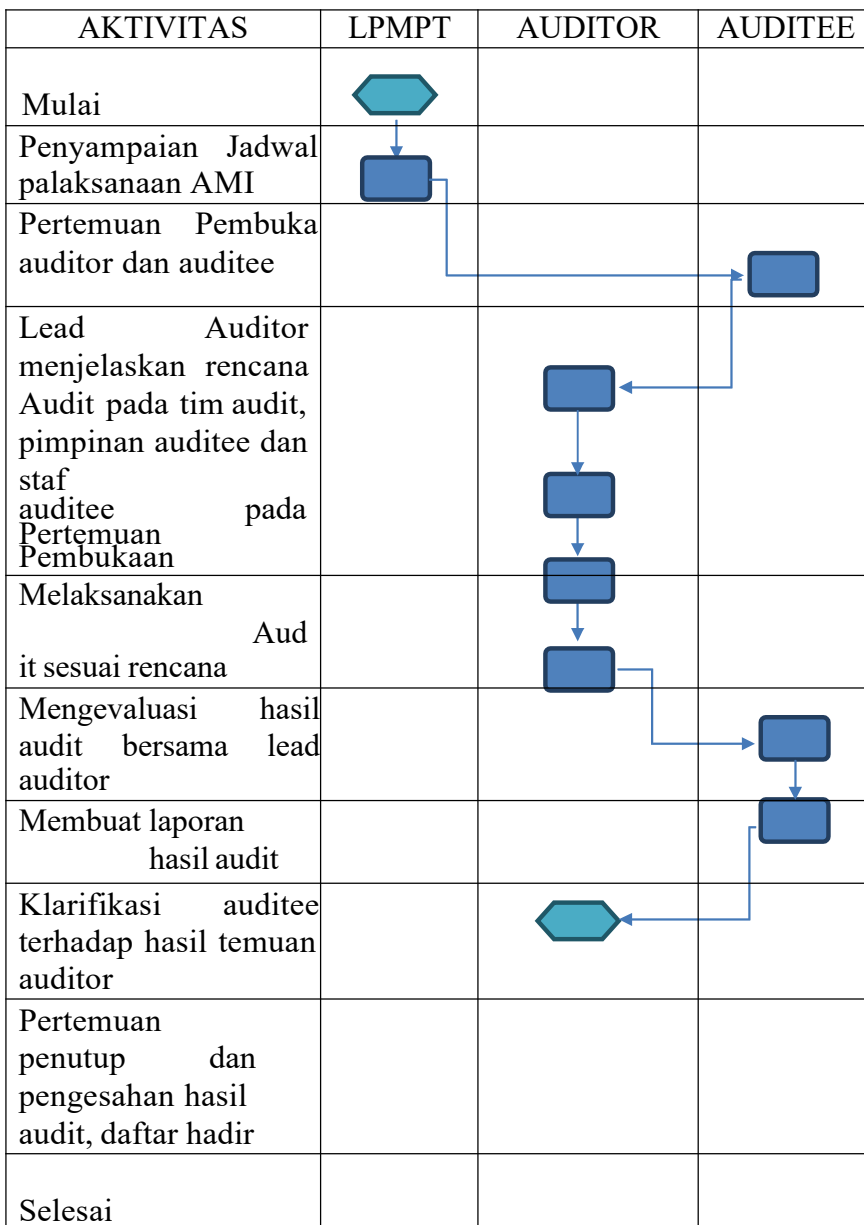 AKTIVITAS LPMPT AUDITOR AUDITEE
Mulai
Penyampaian Jadwal
palaksanaan AMI
Pertemuan Pembuka
auditor dan auditee
Lead Auditor
menjelaskan rencana
Audit pada tim audit,
pimpinan auditee dan
staf
auditee pada
Pertemuan
Pembukaan
Melaksanakan
Aud
it sesuai rencana
Mengevaluasi hasil
audit bersama lead
auditor
Membuat laporan
hasil audit
Klarifikasi auditee
terhadap hasil temuan
auditor
Pertemuan
penutup dan
pengesahan hasil
audit, daftar hadir
Selesai